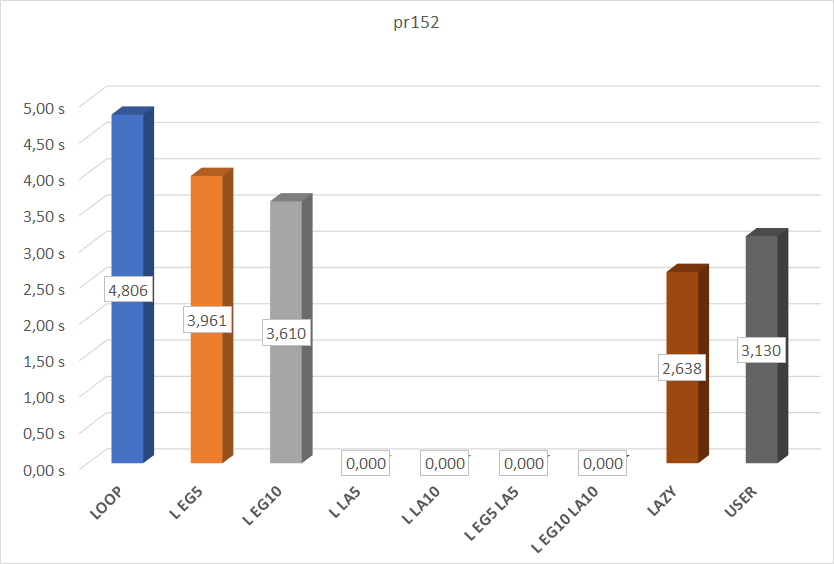 pr152
5,00 s
4,50 s
4,00 s
3,50 s
3,00 s
2,50 s
2,00 s
1,50 s
1,00 s
0,50 s
0,00 s
4,806
3,961
3,610
0,000
0,000
0,000
0,000
2,638
3,130
LOOP
L EG5
L EG10
L LA5
L LA10
L EG5 LA5
L EG10 LA10
LAZY
USER